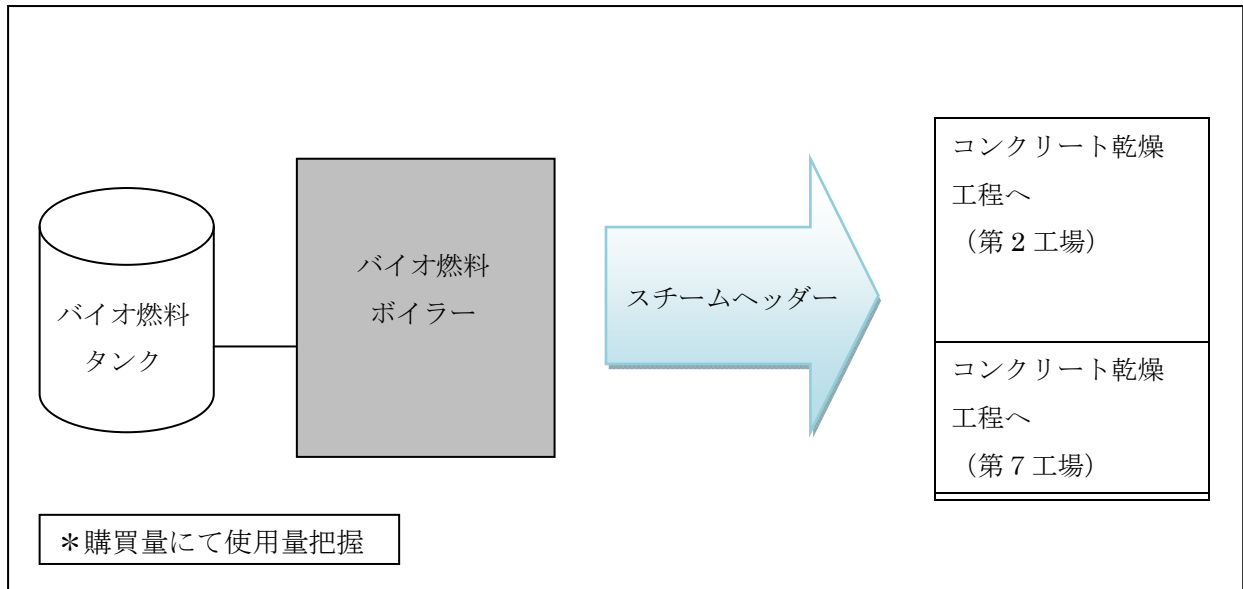 バイオ燃料
タンク
バイオ燃料
ボイラー
スチームヘッダー
コンクリート乾燥
工程へ
（第2工場）
コンクリート乾燥
工程へ
（第7工場）
＊購買量にて使用量把握